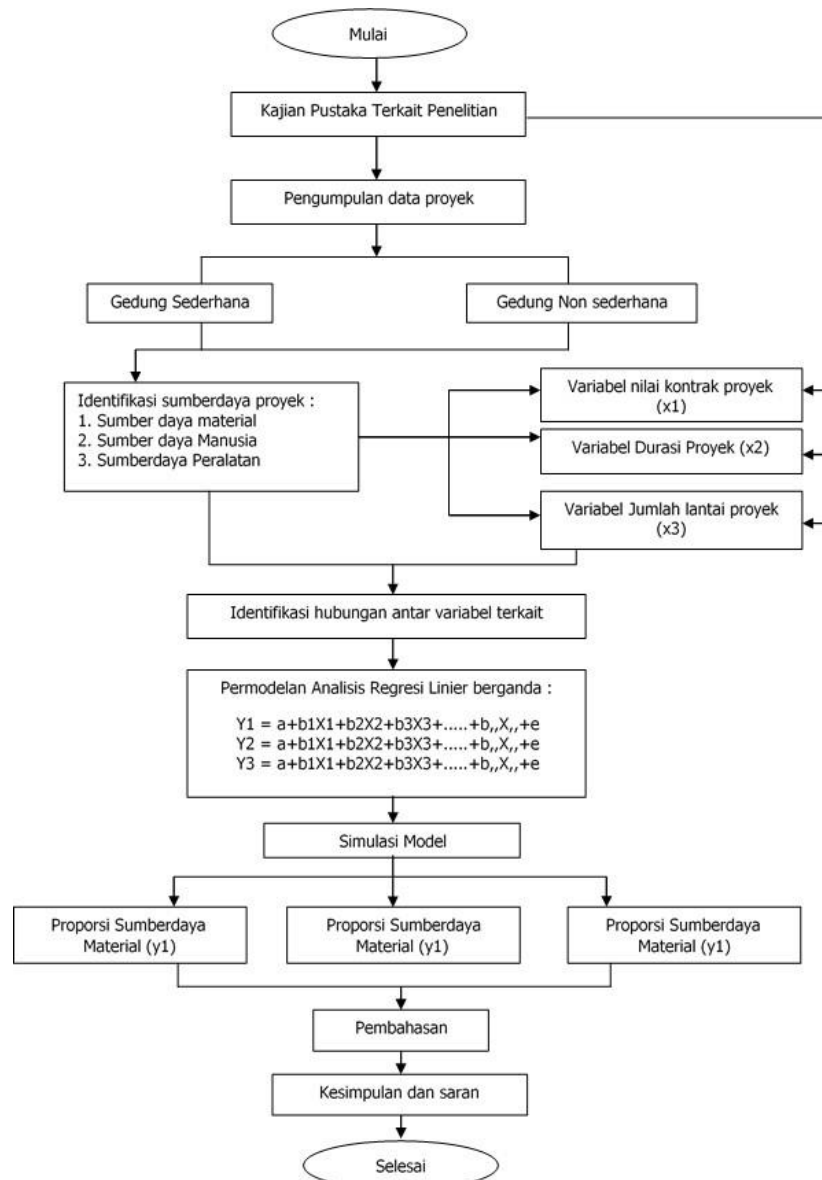 Mulai
Kajian Pustaka Terkait Penelitian
Pengumpulan data proyek
Gedung Sederhana
Gedung Non sederhana
Identifikasi sumberdaya proyek :
1. Sumber daya material
2. Sumber daya Manusia
3. Sumberdaya Peralatan
Variabel nilai kontrak proyek
(x1)
Variabel Durasi Proyek (x2)
Variabel Jumlah lantai proyek
(x3)
Identifikasi hubungan antar variabel terkait
Permodelan Analisis Regresi Linier berganda :
Y1 = a+b1X1+b2X2+b3X3+.....+b,,X,,+e
Y2 = a+b1X1+b2X2+b3X3+.....+b,,X,,+e
Y3 = a+b1X1+b2X2+b3X3+.....+b,,X,,+e
Simulasi Model
Proporsi Sumberdaya
Material (y1)
Proporsi Sumberdaya
Material (y1)
Proporsi Sumberdaya
Material (y1)
Pembahasan
Kesimpulan dan saran
Selesai